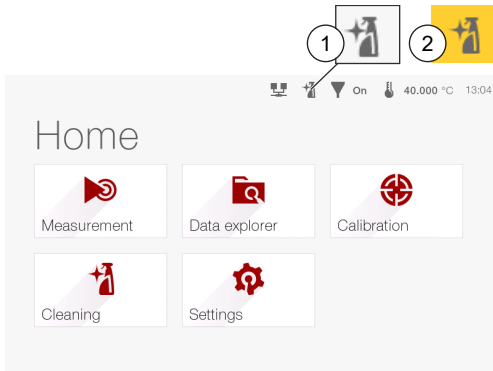 1 2
On 40.000 °C 13:04
Home
Measurement Data explorer Calibration
Cleaning Settings